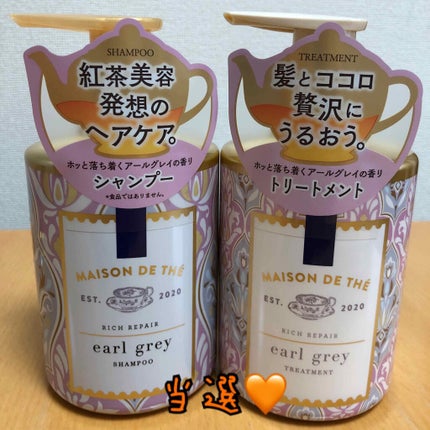 SHAMPOO
紅茶美容
発想の
ヘアケア。
ホッと落ち着くアールグレイの香り
シャンプー
*食品ではありません。
MAISON DE THÉ
EST. 2020
RICH REPAIR
earl grey
SHAMPOO
TREATMENT
髪とココロ
贅沢に
うるおう。
ホッと落ち着くアールグレイの香り
トリートメント
MAISON DE THÉ
EST. 2020
RICH REPAIR
earl grey
TREATMENT
当選🧡